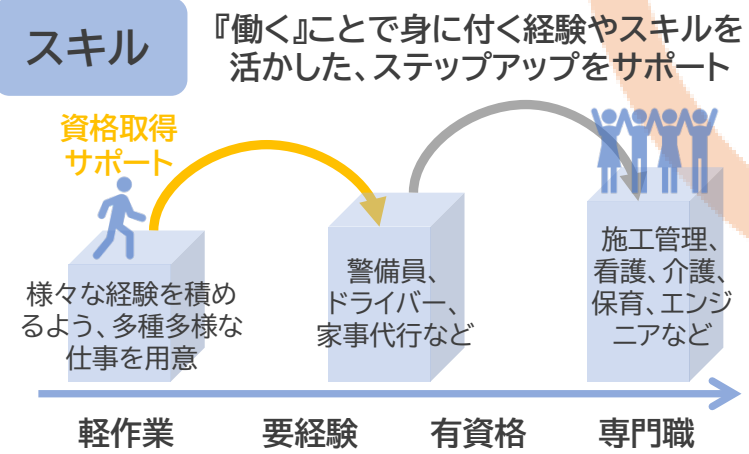 スキル
『働く』ことで身に付く経験やスキルを
活かした、ステップアップをサポート
資格取得
サポート
様々な経験を積め
るよう、多種多様な
仕事を用意
警備員、
ドライバー、
家事代行など
施工管理、
看護、介護、
保育、エンジ
ニアなど
軽作業
要経験
有資格
専門職